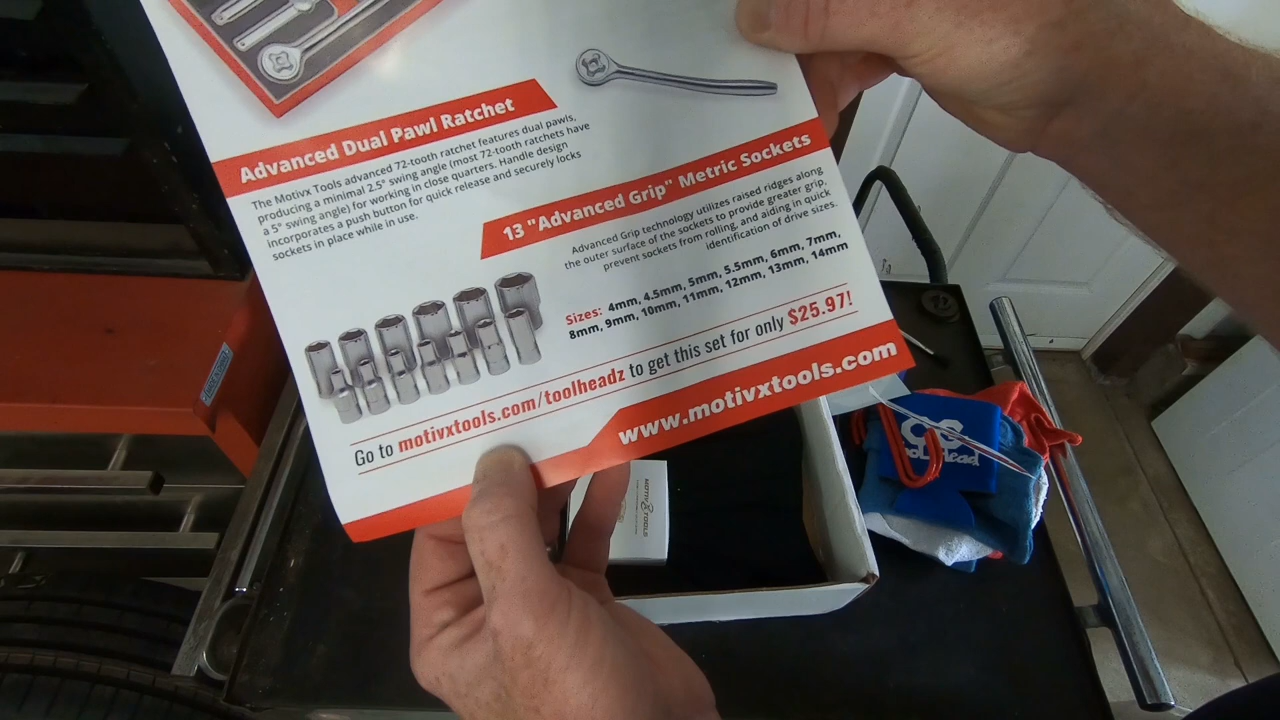 Advanced Dual Pawl Ratchet
The Motivx Tools advanced 72-tooth ratchet features dual pawls,
producing a minimal 2.5° swing angle (most 72-tooth ratchets have
a 5° swing angle) for working in close quarters. Handle design
incorporates a push button for quick release and securely locks
sockets in place while in use.
13 "Advanced Grip" Metric Sockets
Advanced Grip technology utilizes raised ridges along
the outer surface of the sockets to provide greater grip,
prevent sockets from rolling, and aiding in quick
identification of drive sizes.
Sizes: 4mm, 4.5mm, 5mm, 5.5mm, 6mm, 7mm,
8mm, 9mm, 10mm, 11mm, 12mm, 13mm, 14mm
Go to motivxtools.com/toolheadz to get this set for only $25.97!
www.motivxtools.com
MOTIVX TOOLS